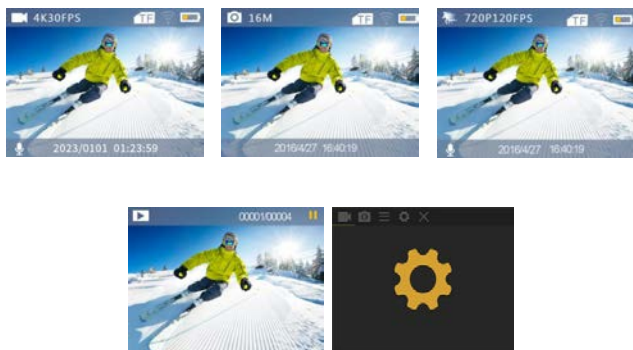 4K30FPS TF
2023/0101 01:23:59
16M TF
2016/4/27 16:40:19
720P120FPS TF
2016/4/27 16:40:19
00001/00004